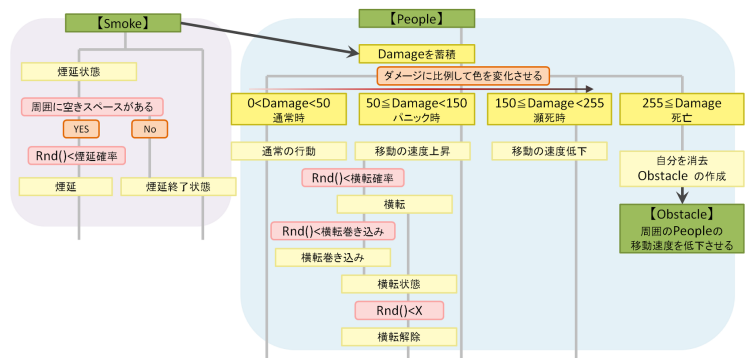 【Smoke】
煙延状態
周囲に空きスペースがある
YES
No
Rnd()<煙延確率
煙延
煙延終了状態
【People】
Damageを蓄積
ダメージに比例して色を変化させる
0<Damage<50
通常時
50≦Damage<150
パニック時
150≦Damage<255
瀕死時
255≦Damage
死亡
通常の行動
移動の速度上昇
移動の速度低下
自分を消去
Obstacle の作成
Rnd()<横転確率
横転
Rnd()<横転巻き込み
横転巻き込み
横転状態
Rnd()<X
横転解除
【Obstacle】
周囲のPeopleの
移動速度を低下させる